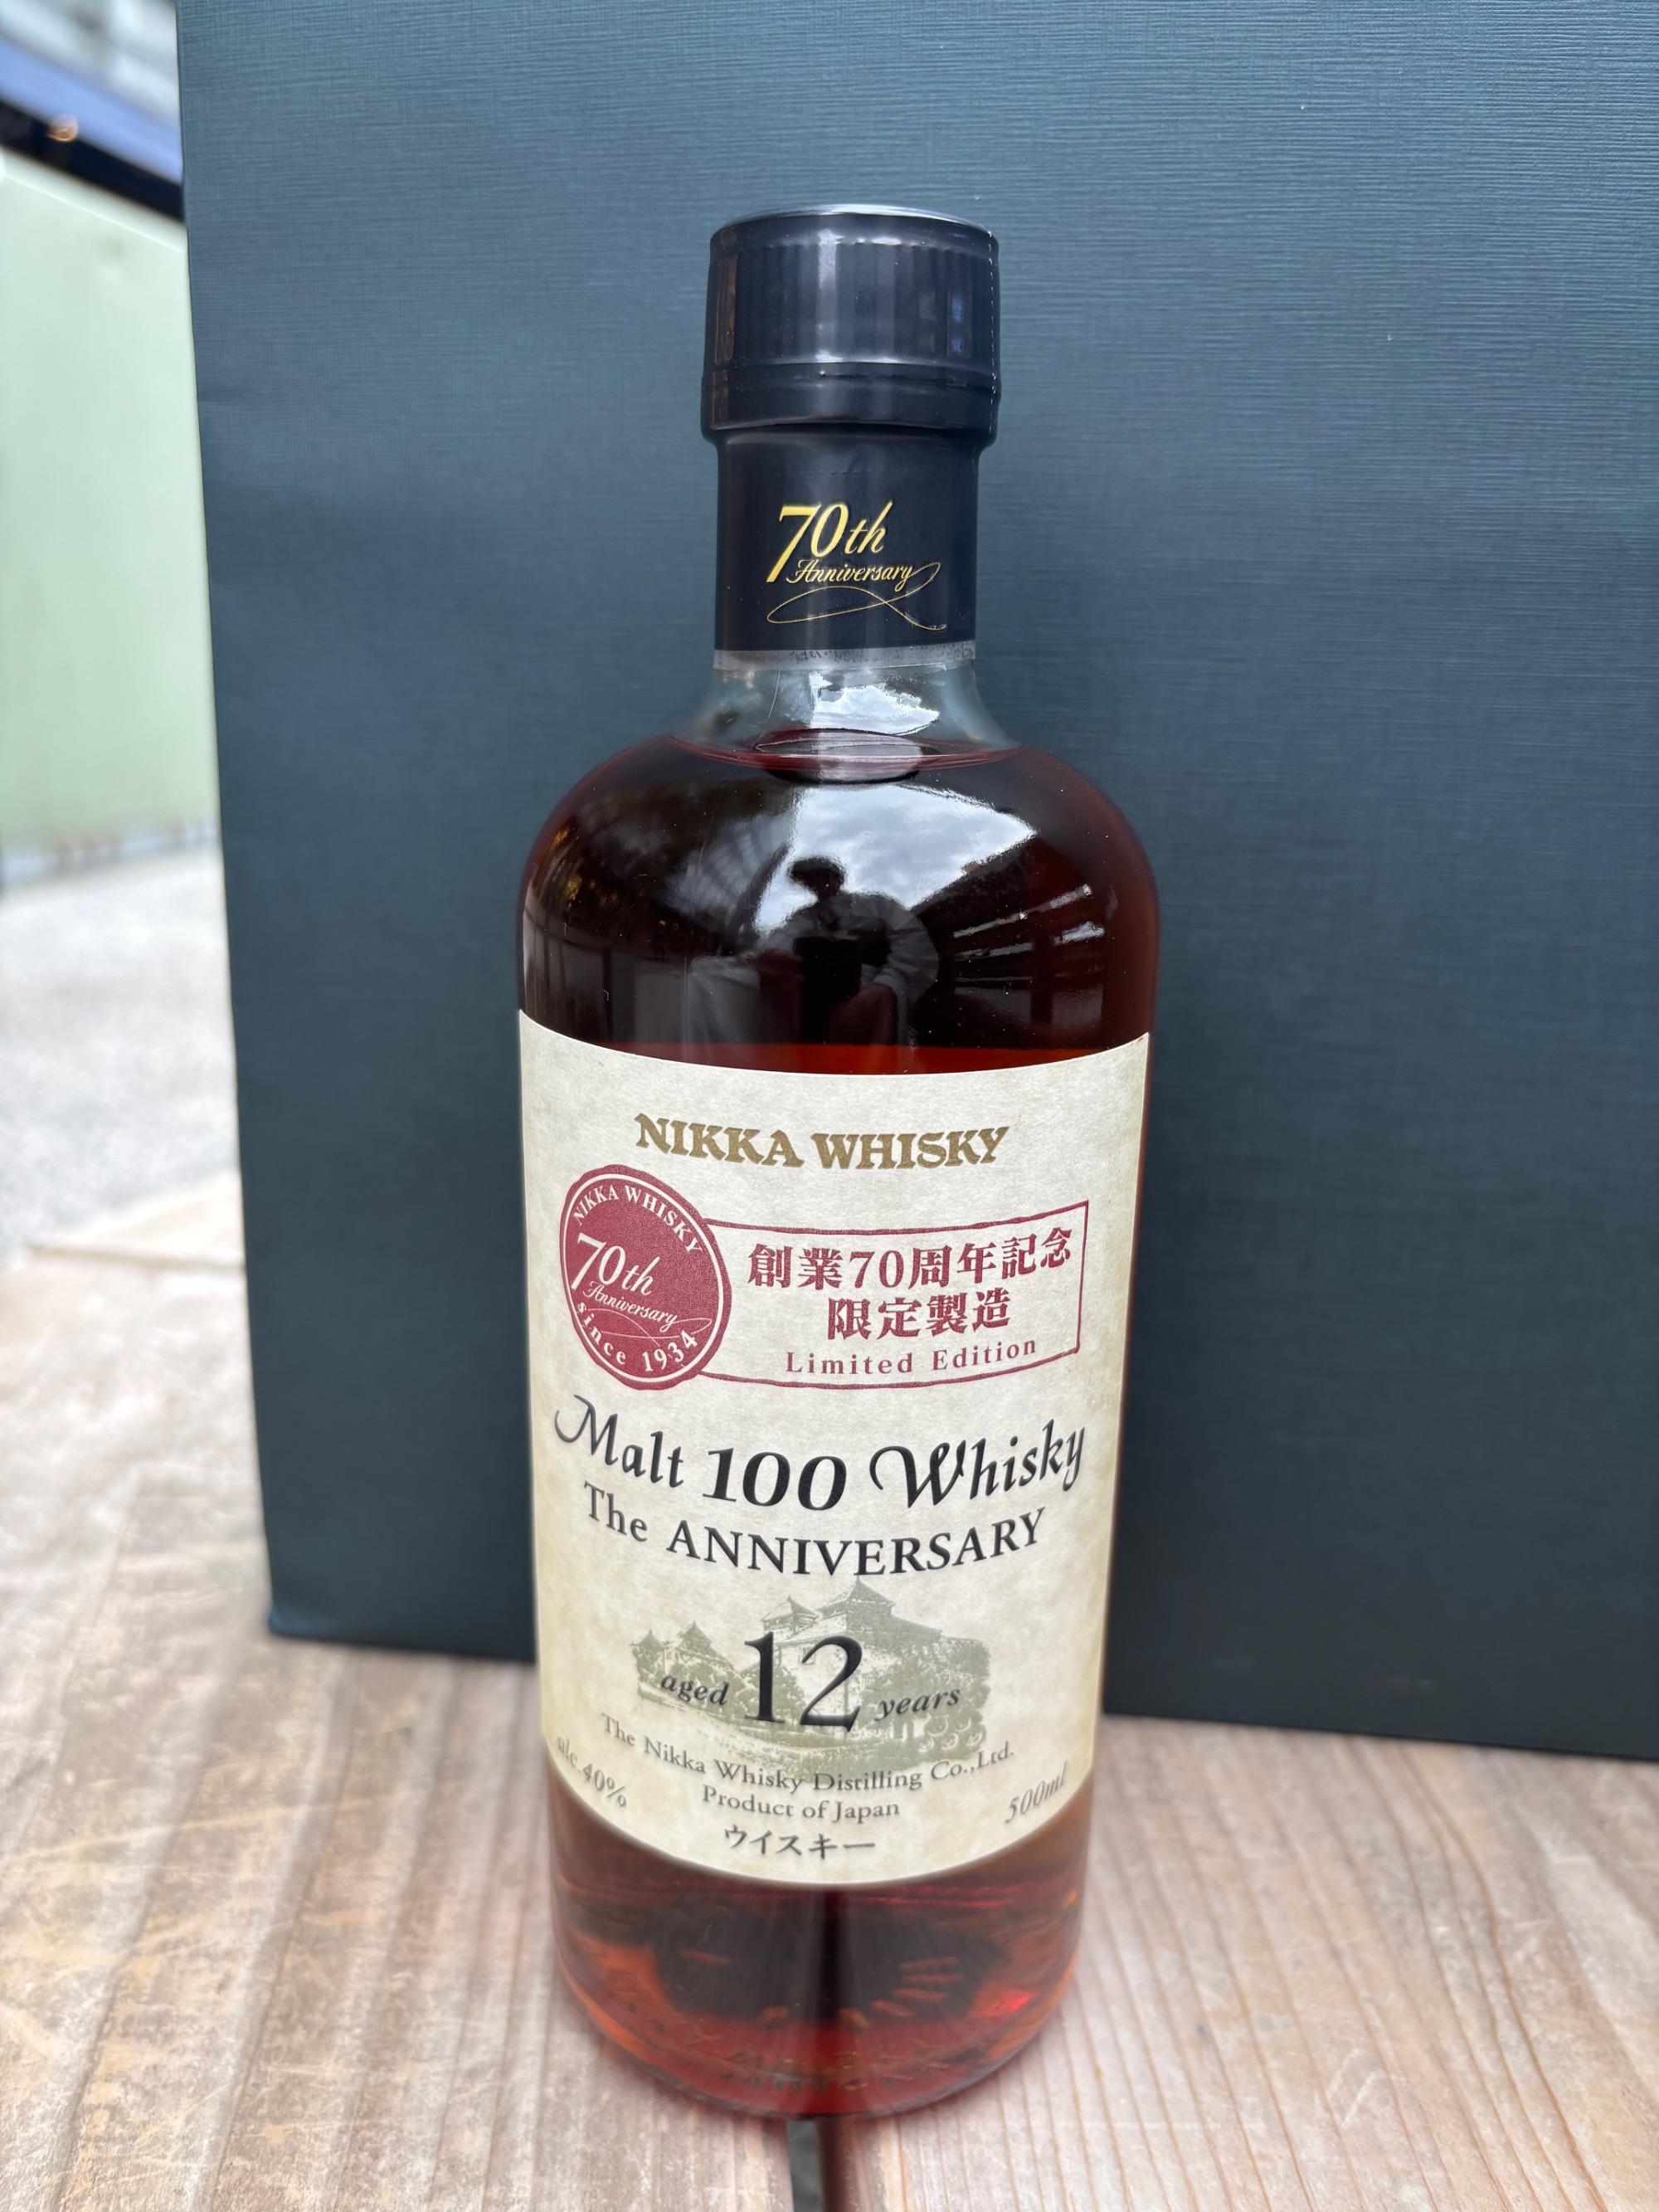 70th
Anniversary
NIKKA WHISKY
NIKKA WHISKY
70th
Anniversary
since 1934
創業70周年記念
限定製造
Limited Edition
Malt 100 Whisky
The ANNIVERSARY
aged 12 years
The Nikka Whisky Distilling Co.,Ltd.
alc.40%
Product of Japan
500ml
ウイスキー